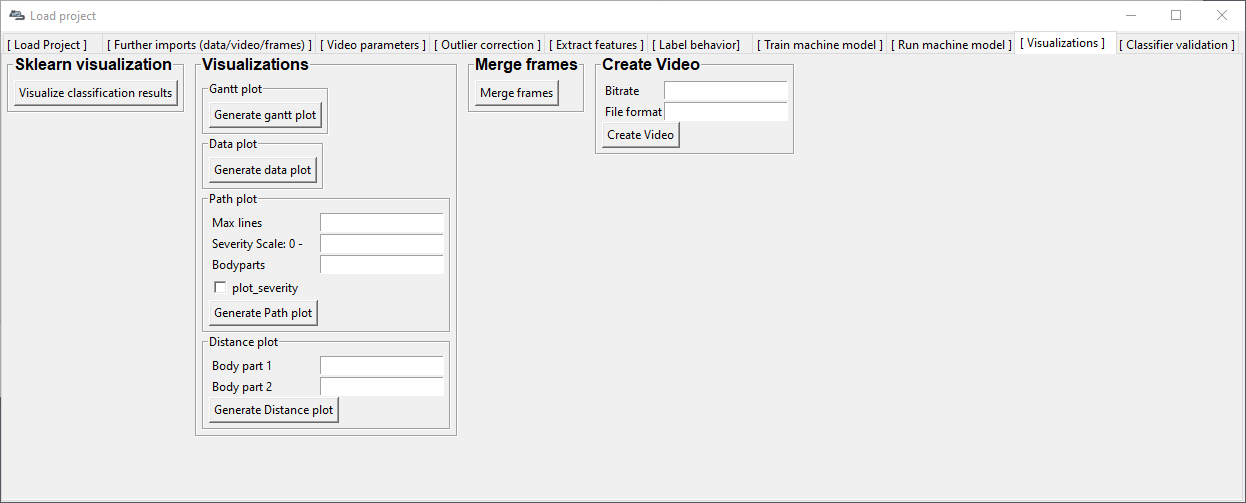 Load project
[ Load Project ] [ Further imports (data/video/frames) ] [ Video parameters ] [ Outlier correction ] [ Extract features ] [ Label behavior] [ Train machine model ] [ Run machine model ] [ Visualizations ] [ Classifier validation ]
Sklearn visualization
Visualize classification results
Visualizations
Gantt plot
Generate gantt plot
Data plot
Generate data plot
Path plot
Max lines
Severity Scale: 0 -
Bodyparts
plot_severity
Generate Path plot
Distance plot
Body part 1
Body part 2
Generate Distance plot
Merge frames
Merge frames
Create Video
Bitrate
File format
Create Video